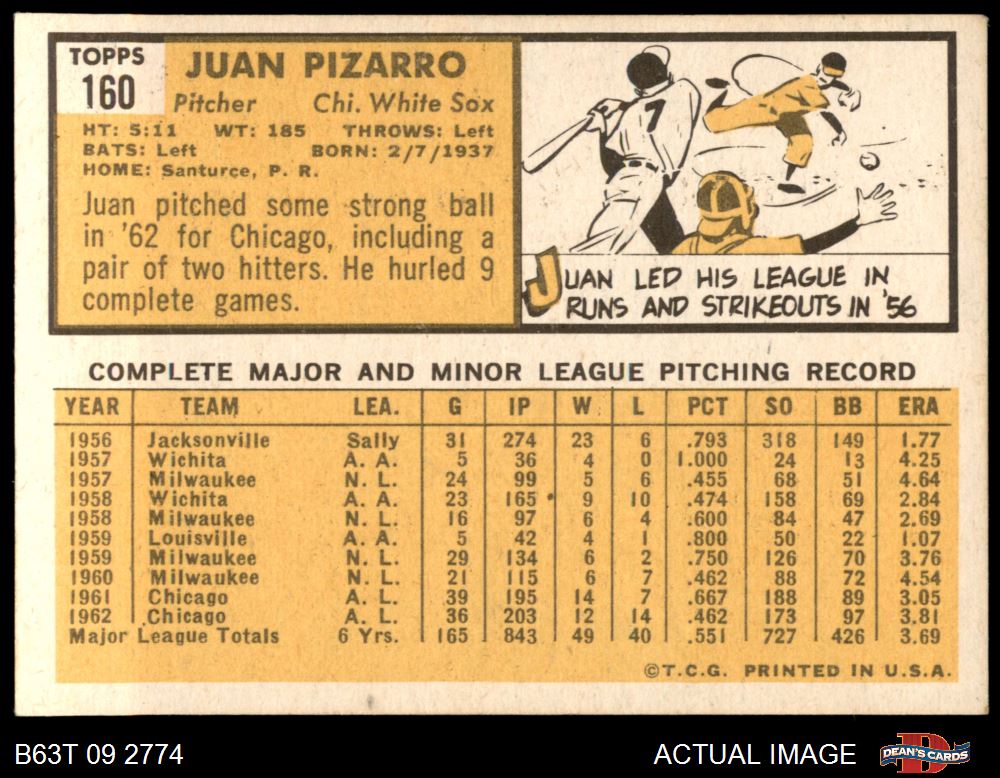 TOPPS
160
JUAN PIZARRO
Pitcher Chi. White Sox
HT: 5:11 WT: 185 THROWS: Left
BATS: Left BORN: 2/7/1937
HOME: Santurce, P. R.
Juan pitched some strong ball
in '62 for Chicago, including a
pair of two hitters. He hurled 9
complete games.
7
JUAN LED HIS LEAGUE IN
RUNS AND STRIKEOUTS IN '56
COMPLETE MAJOR AND MINOR LEAGUE PITCHING RECORD
YEAR TEAM LEA. G IP W L PCT SO BB ERA
1956 Jacksonville Sally 31 274 23 6 .793 318 149 1.77
1957 Wichita A. A. 5 36 4 0 1.000 24 13 4.25
1957 Milwaukee N. L. 24 99 5 6 .455 68 51 4.64
1958 Wichita A. A. 23 165 9 10 .474 158 69 2.84
1958 Milwaukee N. L. 16 97 6 4 .600 84 47 2.69
1959 Louisville A. A. 5 42 4 1 .800 50 22 1.07
1959 Milwaukee N. L. 29 134 6 2 .750 126 70 3.76
1960 Milwaukee N. L. 21 115 6 7 .462 88 72 4.54
1961 Chicago A. L. 39 195 14 7 .667 188 89 3.05
1962 Chicago A. L. 36 203 12 14 .462 173 97 3.81
Major League Totals 6 Yrs. 165 843 49 40 .551 727 426 3.69
©T.C.G. PRINTED IN U.S.A.
B63T 09 2774 ACTUAL IMAGE DEAN'S CARDS